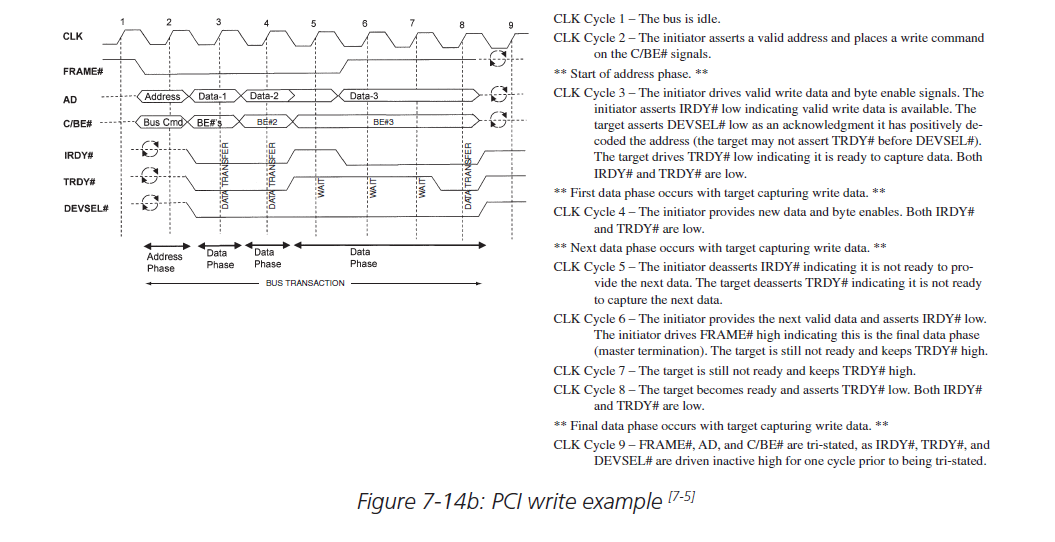 1 2 3 4 5 6 7 8 9
CLK
FRAME#
AD
Address Data-1 Data-2 Data-3
C/BE#
Bus Cmd BE#'s BE#2 BE#3
IRDY#
TRDY#
DEVSEL#
DATA TRANSFER
DATA TRANSFER
WAIT
WAIT
WAIT
DATA TRANSFER
Address
Phase
Data
Phase
Data
Phase
Data
Phase
BUS TRANSACTION
CLK Cycle 1 – The bus is idle.
CLK Cycle 2 – The initiator asserts a valid address and places a write command
on the C/BE# signals.
** Start of address phase. **
CLK Cycle 3 – The initiator drives valid write data and byte enable signals. The
initiator asserts IRDY# low indicating valid write data is available. The
target asserts DEVSEL# low as an acknowledgment it has positively de-
coded the address (the target may not assert TRDY# before DEVSEL#).
The target drives TRDY# low indicating it is ready to capture data. Both
IRDY# and TRDY# are low.
** First data phase occurs with target capturing write data. **
CLK Cycle 4 – The initiator provides new data and byte enables. Both IRDY#
and TRDY# are low.
** Next data phase occurs with target capturing write data. **
CLK Cycle 5 – The initiator deasserts IRDY# indicating it is not ready to pro-
vide the next data. The target deasserts TRDY# indicating it is not ready
to capture the next data.
CLK Cycle 6 – The initiator provides the next valid data and asserts IRDY# low.
The initiator drives FRAME# high indicating this is the final data phase
(master termination). The target is still not ready and keeps TRDY# high.
CLK Cycle 7 – The target is still not ready and keeps TRDY# high.
CLK Cycle 8 – The target becomes ready and asserts TRDY# low. Both IRDY#
and TRDY# are low.
** Final data phase occurs with target capturing write data. **
CLK Cycle 9 – FRAME#, AD, and C/BE# are tri-stated, as IRDY#, TRDY#, and
DEVSEL# are driven inactive high for one cycle prior to being tri-stated.
Figure 7-14b: PCI write example [7-5]